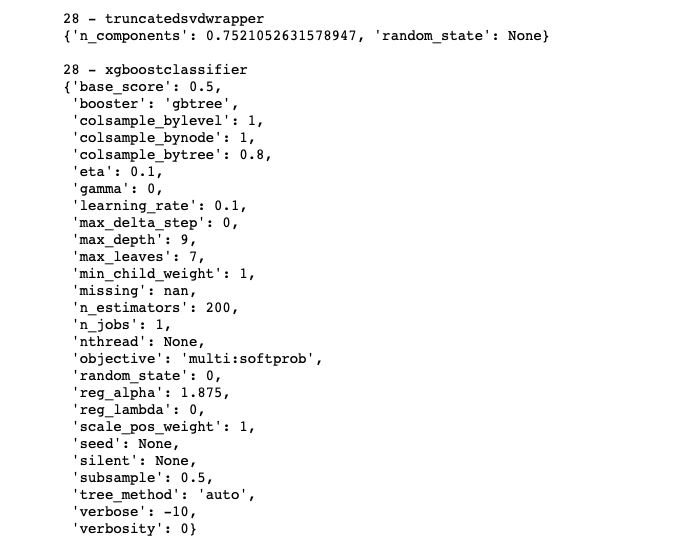 28 - truncatedsvdwrapper
{'n_components': 0.7521052631578947, 'random_state': None}
28 - xgboostclassifier
{'base_score': 0.5,
'booster': 'gbtree',
'colsample_bylevel': 1,
'colsample_bynode': 1,
'colsample_bytree': 0.8,
'eta': 0.1,
'gamma': 0,
'learning_rate': 0.1,
'max_delta_step': 0,
'max_depth': 9,
'max_leaves': 7,
'min_child_weight': 1,
'missing': nan,
'n_estimators': 200,
'n_jobs': 1,
'nthread': None,
'objective': 'multi:softprob',
'random_state': 0,
'reg_alpha': 1.875,
'reg_lambda': 0,
'scale_pos_weight': 1,
'seed': None,
'silent': None,
'subsample': 0.5,
'tree_method': 'auto',
'verbose': -10,
'verbosity': 0}